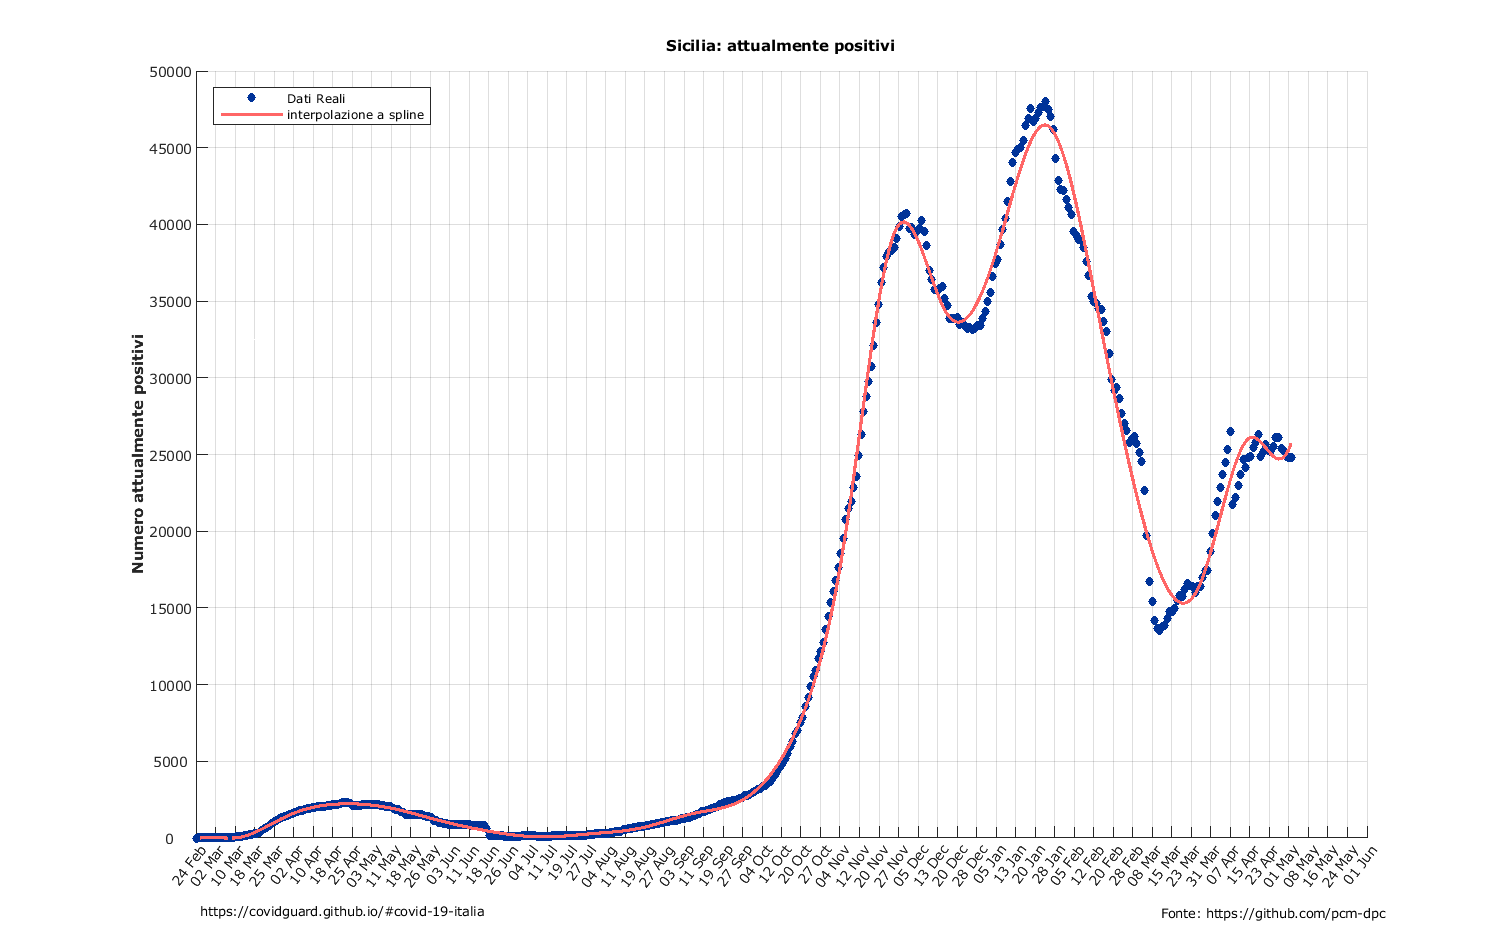 Sicilia: attualmente positivi
50000
45000
40000
35000
30000
25000
20000
15000
10000
5000
0
Numero attualmente positivi
Dati Reali
interpolazione a spline
24 Feb
02 Mar
10 Mar
18 Mar
25 Mar
02 Apr
10 Apr
18 Apr
25 Apr
03 May
11 May
18 May
26 May
03 Jun
11 Jun
18 Jun
26 Jun
04 Jul
11 Jul
19 Jul
27 Aug
04 Aug
11 Aug
19 Aug
27 Sep
03 Sep
11 Sep
19 Sep
27 Sep
04 Oct
12 Oct
20 Oct
27 Oct
04 Nov
12 Nov
20 Nov
20 Nov
27 Dec
05 Dec
13 Dec
20 Dec
28 Jan
05 Jan
13 Jan
20 Jan
28 Jan
05 Feb
12 Feb
20 Feb
28 Mar
08 Mar
15 Mar
23 Mar
31 Apr
07 Apr
15 Apr
23 Apr
01 May
08 May
16 May
24 May
01 Jun
https://covidguard.github.io/#covid-19-italia
Fonte: https://github.com/pcm-dpc